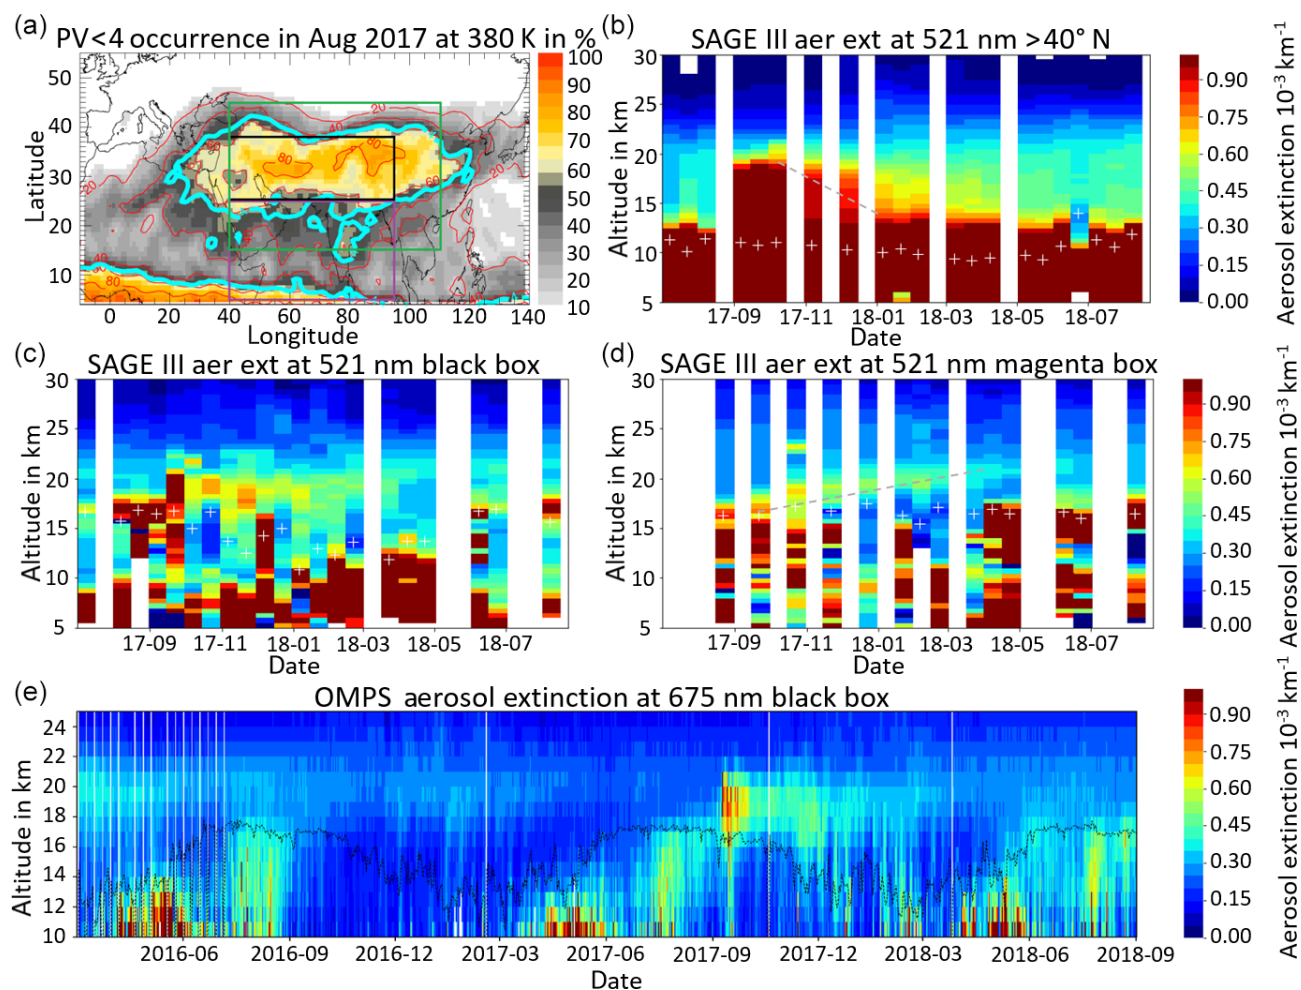 (a)
PV<4 occurrence in Aug 2017 at 380 K in %
50
40
30
20
10
Latitude
0 20 40 60 80 100 120 140
Longitude
100
90
80
70
60
50
40
30
20
10
20
20
40
60
80
80
20
40
80
(b)
SAGE III aer ext at 521 nm >40° N
30
25
20
15
10
5
Altitude in km
17-09 17-11 18-01 18-03 18-05 18-07
Date
0.90
0.75
0.60
0.45
0.30
0.15
0.00
Aerosol extinction 10⁻³ km⁻¹
(c)
SAGE III aer ext at 521 nm black box
30
25
20
15
10
5
Altitude in km
17-09 17-11 18-01 18-03 18-05 18-07
Date
(d)
SAGE III aer ext at 521 nm magenta box
30
25
20
15
10
5
Altitude in km
17-09 17-11 18-01 18-03 18-05 18-07
Date
0.90
0.75
0.60
0.45
0.30
0.15
0.00
Aerosol extinction 10⁻³ km⁻¹
(e)
OMPS aerosol extinction at 675 nm black box
24
22
20
18
16
14
12
10
Altitude in km
2016-06 2016-09 2016-12 2017-03 2017-06 2017-09 2017-12 2018-03 2018-06 2018-09
Date
0.90
0.75
0.60
0.45
0.30
0.15
0.00
Aerosol extinction 10⁻³ km⁻¹